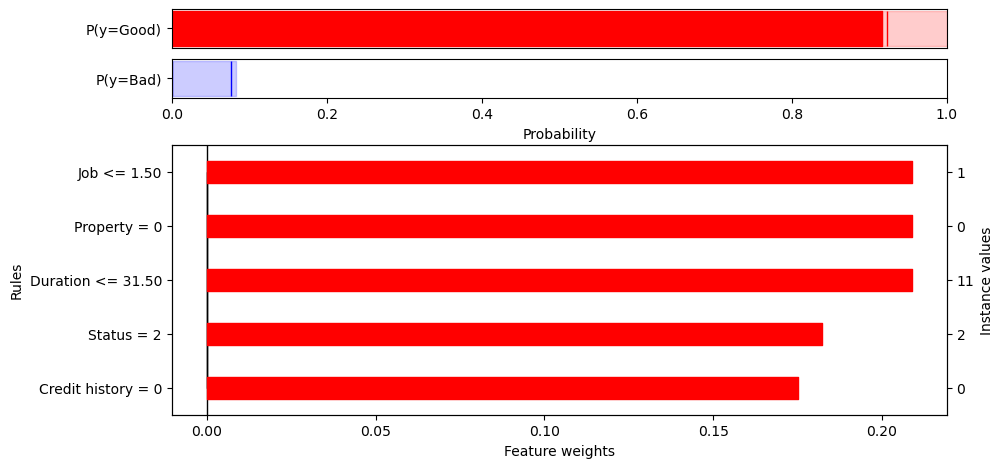 P(y=Good)
P(y=Bad)
0.0 0.2 0.4 0.6 0.8 1.0
Probability
Rules
Instance values
Job <= 1.50 1
Property = 0 0
Duration <= 31.50 11
Status = 2 2
Credit history = 0 0
0.00 0.05 0.10 0.15 0.20
Feature weights